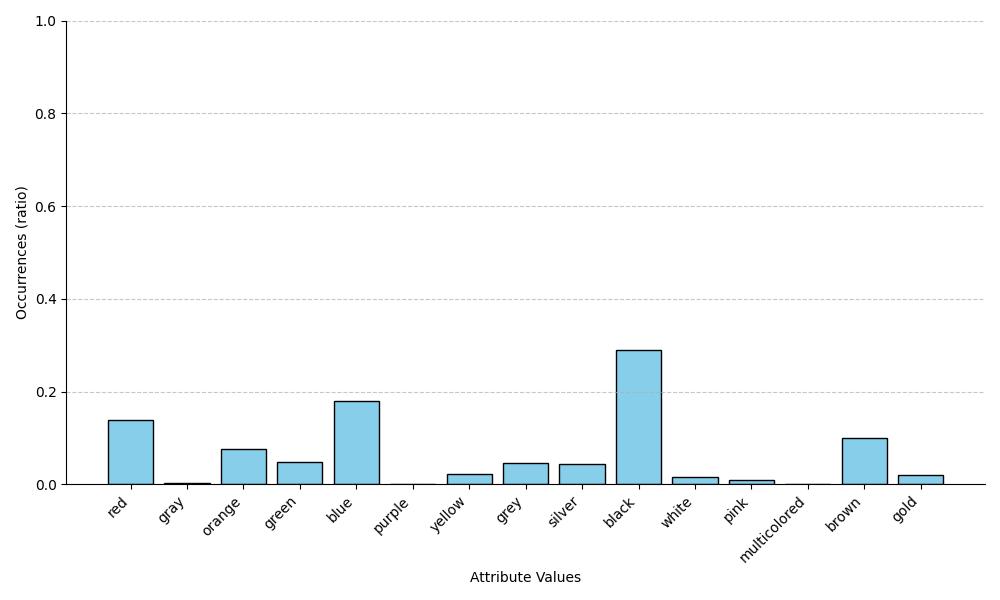 1.0
0.8
0.6
0.4
0.2
0.0
Occurrences (ratio)
red
gray
orange
green
blue
purple
yellow
grey
silver
black
white
pink
multicolored
brown
gold
Attribute Values